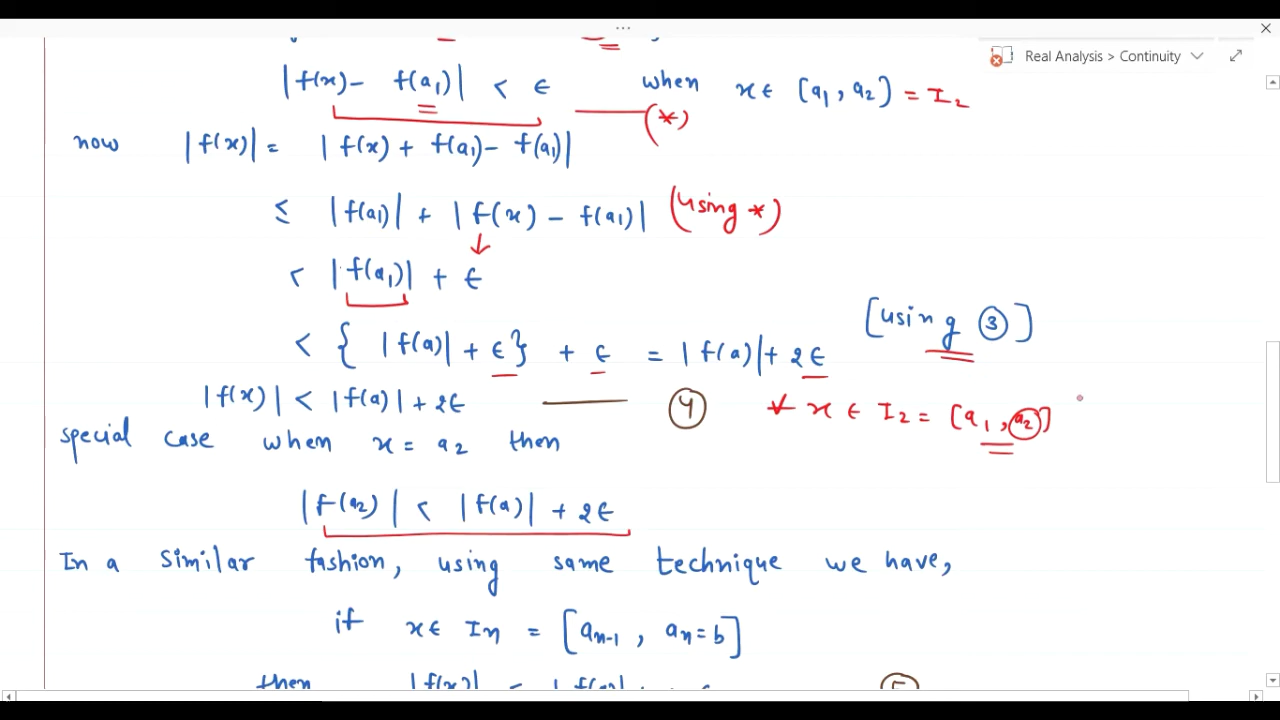 Real Analysis > Continuity
|f(x) - f(a₁)| < ϵ when x ϵ [a₁, a₂] = I₂
(*)
now |f(x)| = |f(x) + f(a₁) - f(a₁)|
≤ |f(a₁)| + |f(x) - f(a₁)| (using *)
< |f(a₁)| + ϵ
< { |f(a)| + ϵ} + ϵ = |f(a)| + 2ϵ [using ③]
|f(x)| < |f(a)| + 2ϵ ——— ④ ∀ x ϵ I₂ = [a₁, a₂]
special case when x = a₂ then
|f(a₂)| < |f(a)| + 2ϵ
In a similar fashion, using same technique we have,
if x ϵ Iₙ = [aₙ₋₁, aₙ = b]
then |f(x)| < |f(a)|